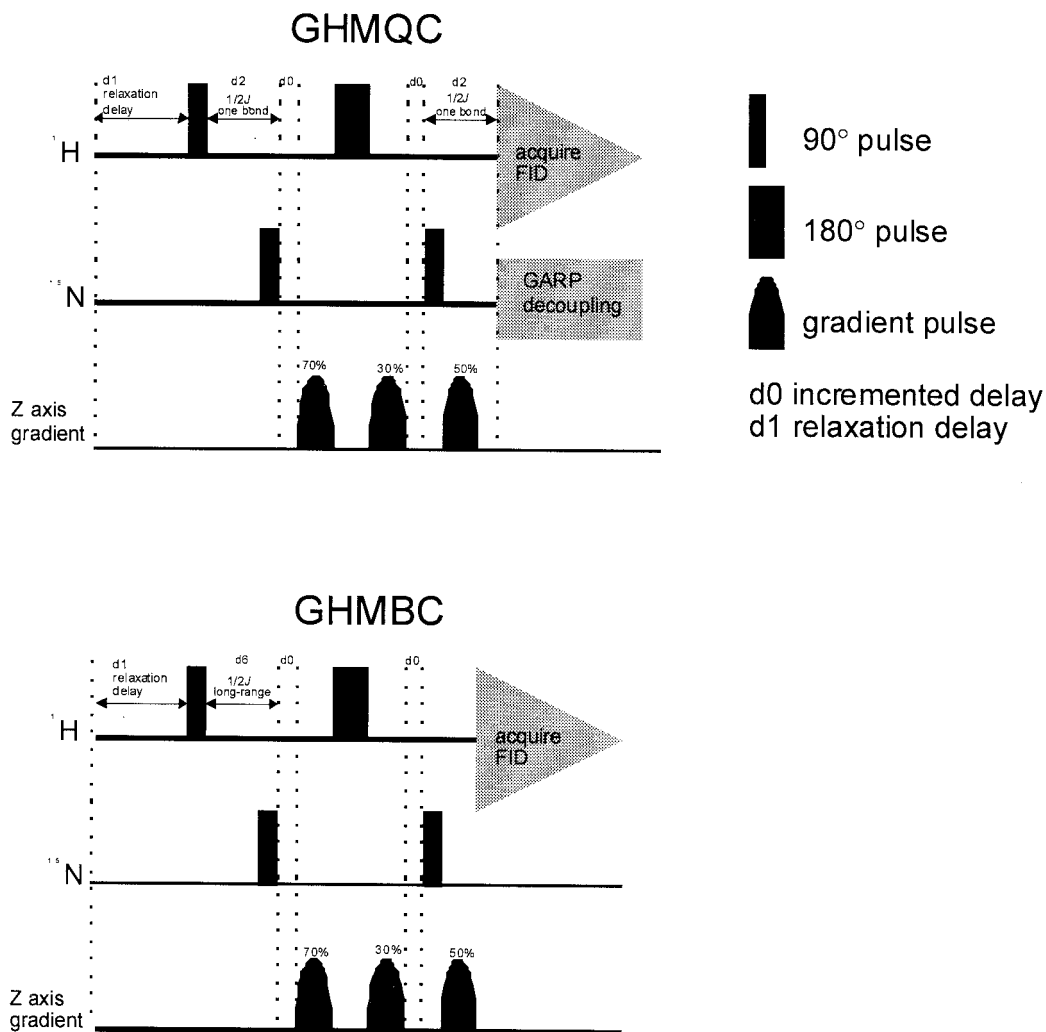 GHMQC
d1
relaxation
delay
d2
1/2J
one bond
d0
d0
d2
1/2J
one bond
1H
acquire
FID
15N
GARP
decoupling
70%
30%
50%
Z axis
gradient
90° pulse
180° pulse
gradient pulse
d0 incremented delay
d1 relaxation delay
GHMBC
d1
relaxation
delay
d6
1/2J
long-range
d0
d0
1H
acquire
FID
15N
70%
30%
50%
Z axis
gradient